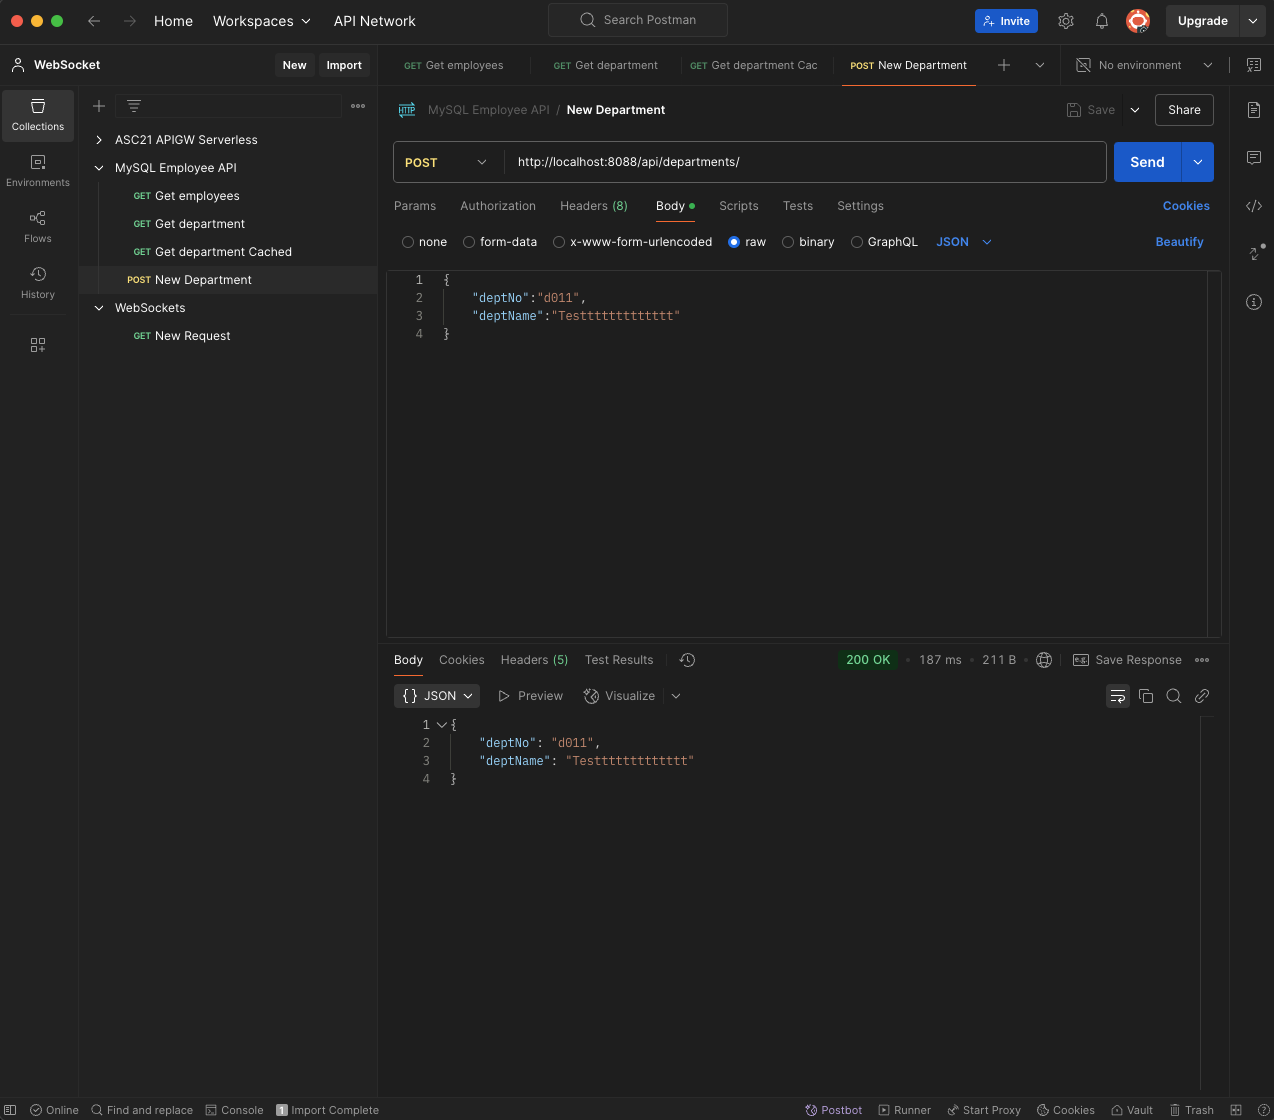 Home Workspaces API Network Search Postman Invite Upgrade
WebSocket New Import GET Get employees GET Get department GET Get department Cac POST New Department No environment
Collections
Environments
Flows
History
ASC21 APIGW Serverless
MySQL Employee API
GET Get employees
GET Get department
GET Get department Cached
POST New Department
WebSockets
GET New Request
HTTP MySQL Employee API / New Department Save Share
POST http://localhost:8088/api/departments/ Send
Params Authorization Headers (8) Body Scripts Tests Settings Cookies
none form-data x-www-form-urlencoded raw binary GraphQL JSON Beautify
1 {
2 "deptNo":"d011",
3 "deptName":"Testtttttttttttt"
4 }
Body Cookies Headers (5) Test Results 200 OK • 187 ms • 211 B • e.g. Save Response
{} JSON Preview Visualize
1 {
2 "deptNo": "d011",
3 "deptName": "Testtttttttttttt"
4 }
Online Find and replace Console 1 Import Complete Postbot Runner Start Proxy Cookies Vault Trash